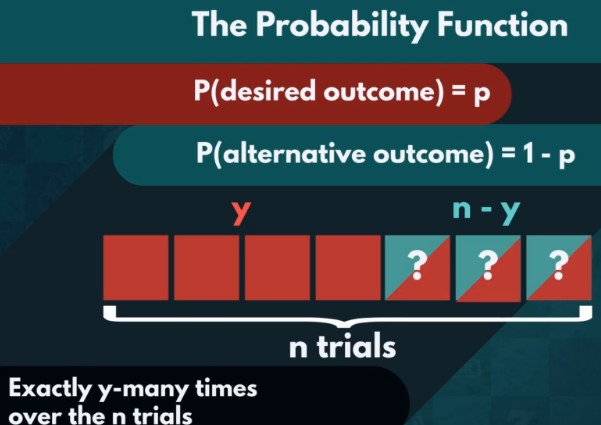 The Probability Function
P(desired outcome) = p
P(alternative outcome) = 1 - p
y
n - y
? ? ?
n trials
Exactly y-many times
over the n trials